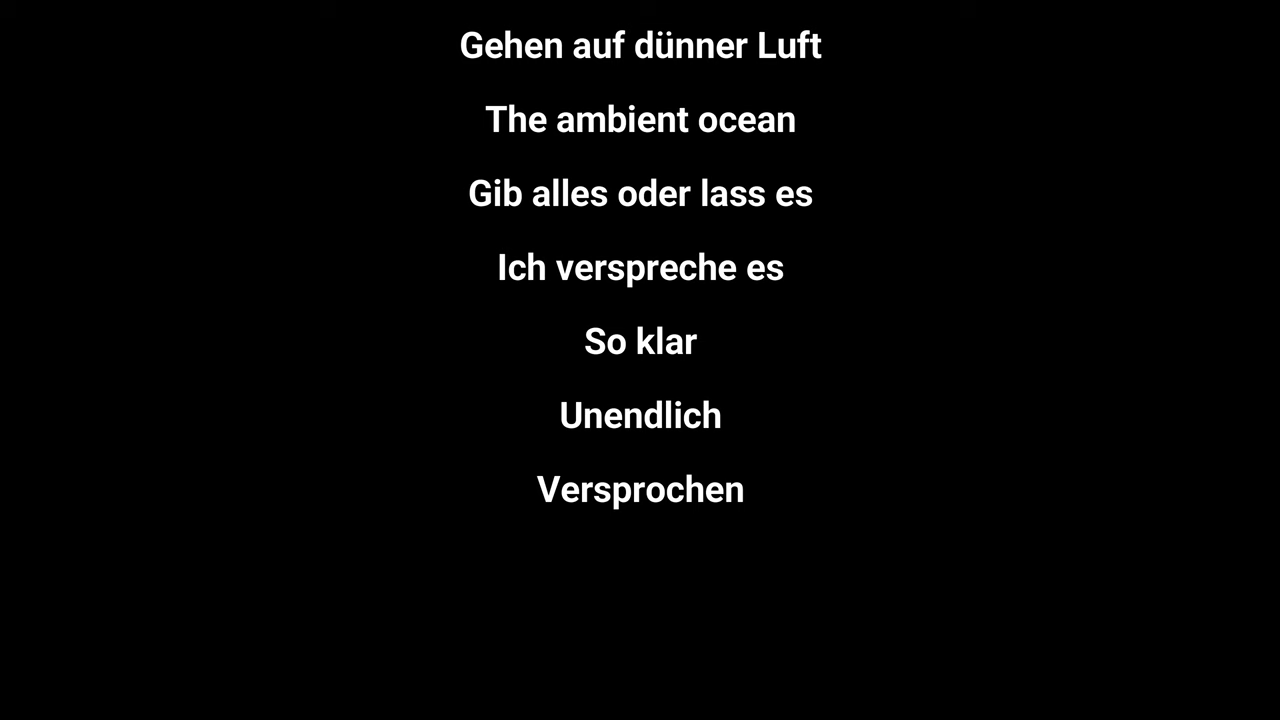 Gehen auf dünner Luft
The ambient ocean
Gib alles oder lass es
Ich verspreche es
So klar
Unendlich
Versprochen